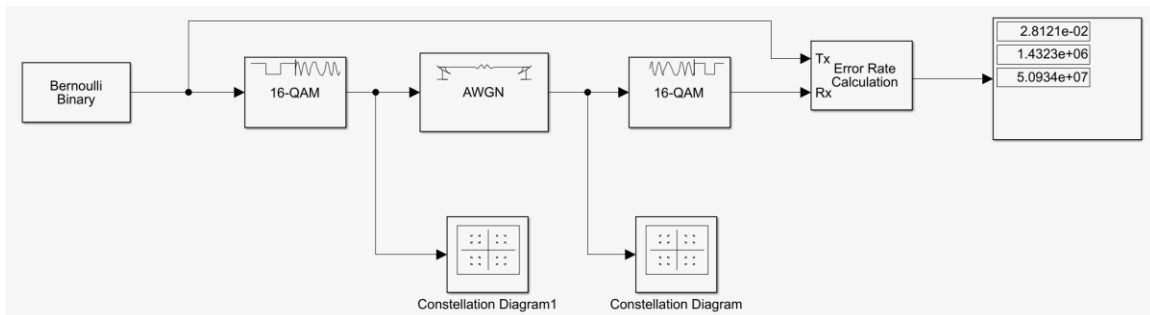 Bernoulli
Binary
16-QAM
AWGN
16-QAM
Tx
Rx
Error Rate
Calculation
2.8121e-02
1.4323e+06
5.0934e+07
Constellation Diagram1
Constellation Diagram